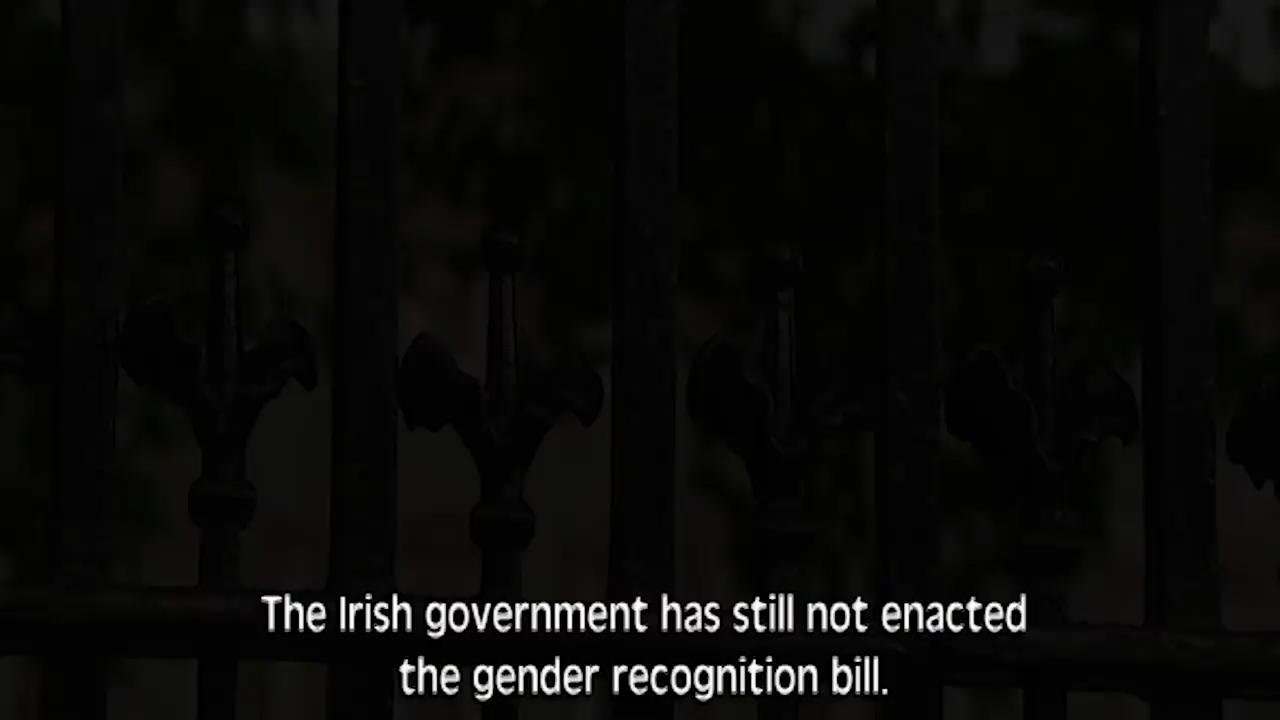 The Irish government has still not enacted
the gender recognition bill.